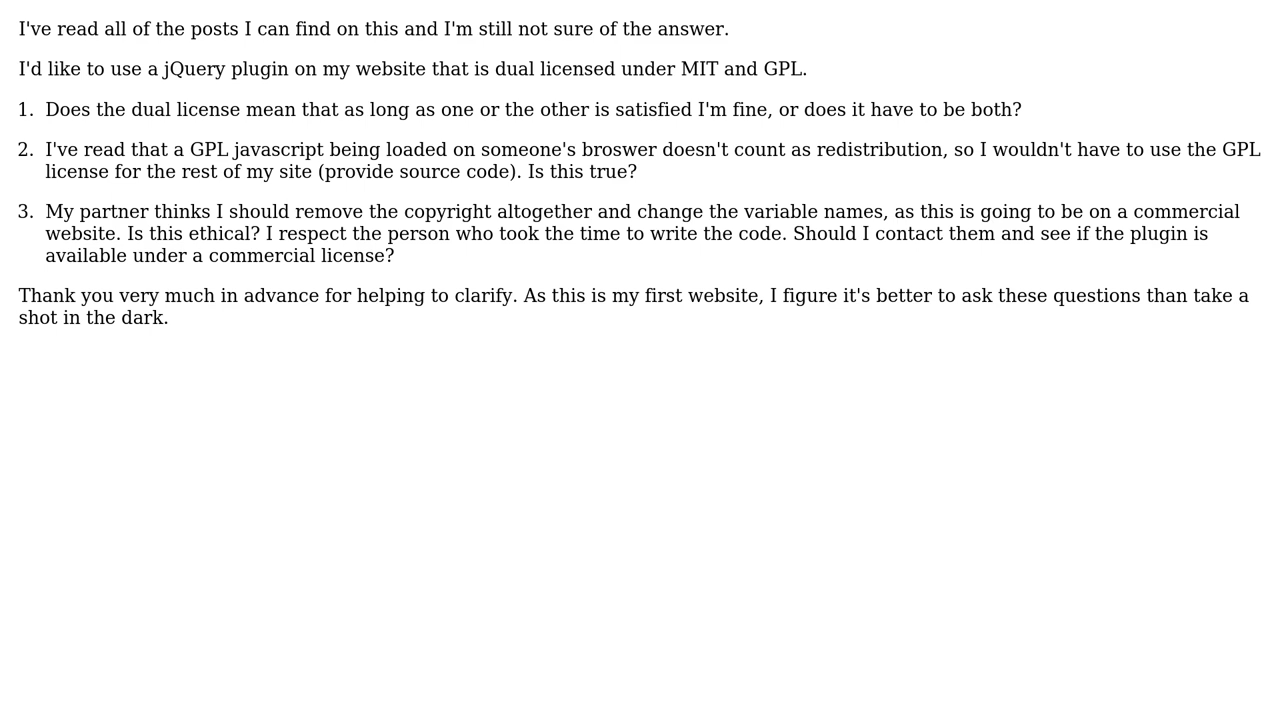 I've read all of the posts I can find on this and I'm still not sure of the answer.
I'd like to use a jQuery plugin on my website that is dual licensed under MIT and GPL.
1. Does the dual license mean that as long as one or the other is satisfied I'm fine, or does it have to be both?
2. I've read that a GPL javascript being loaded on someone's broswer doesn't count as redistribution, so I wouldn't have to use the GPL
license for the rest of my site (provide source code). Is this true?
3. My partner thinks I should remove the copyright altogether and change the variable names, as this is going to be on a commercial
website. Is this ethical? I respect the person who took the time to write the code. Should I contact them and see if the plugin is
available under a commercial license?
Thank you very much in advance for helping to clarify. As this is my first website, I figure it's better to ask these questions than take a
shot in the dark.